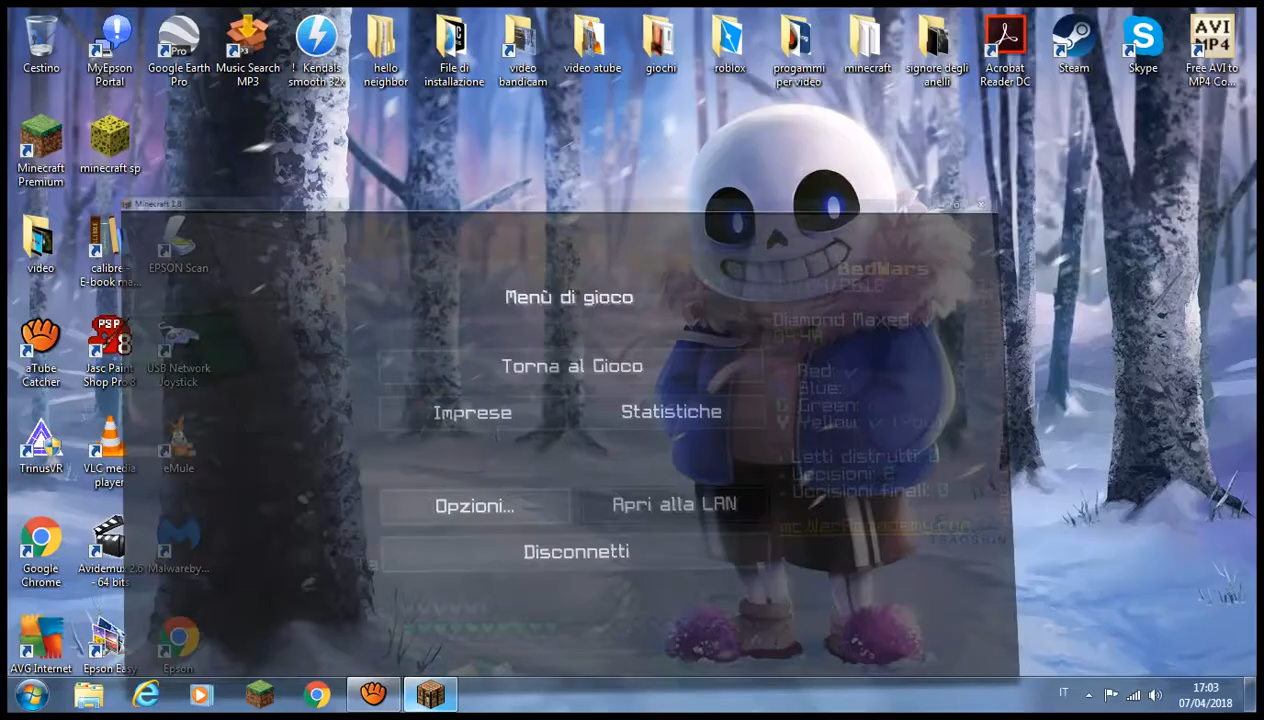 Cestino
MyEpson
Portal
Google Earth
Pro
Music Search
MP3
! Kendals
smooth 32x
hello
neighbor
File di
installazione
video
bandicam
video atube
giochi
roblox
progammi
per video
minecraft
signore degli
anelli
Acrobat
Reader DC
Steam
Skype
AVI
MP4
Free AVI to
MP4 Co...
Minecraft
Premium
minecraft sp
Minecraft 1.8
video
calibre -
E-book ma...
EPSON Scan
Menù di gioco
BedWars
Diamond Maxed:
Torna al Gioco
Red: ✓
Blue:
G Green:
Y Yellow ✓
Imprese
Statistiche
Letti distrutti: 0
Uccisioni: 2
Uccisioni finali: 0
aTube
Catcher
PSP
8
Jasc Paint
Shop Pro 8
USB Network
Joystick
TrinusVR
VLC media
player
eMule
Opzioni...
Apri alla LAN
Disconnetti
Google
Chrome
Avidemux 2.6
- 64 bits
Malwareby...
AVG Internet
Epson Easy
Epson
IT
17:03
07/04/2018